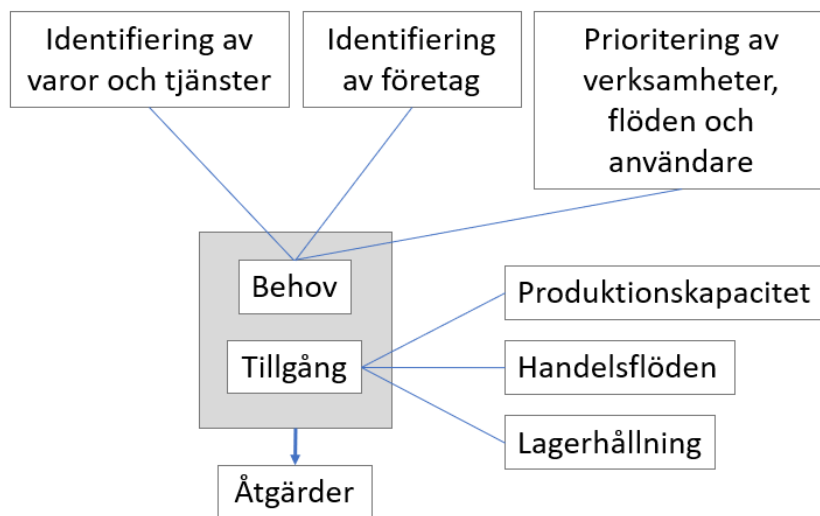 Identifiering av
varor och tjänster
Identifiering
av företag
Prioritering av
verksamheter,
flöden och
användare
Behov
Tillgång
Produktionskapacitet
Handelsflöden
Lagerhållning
Åtgärder